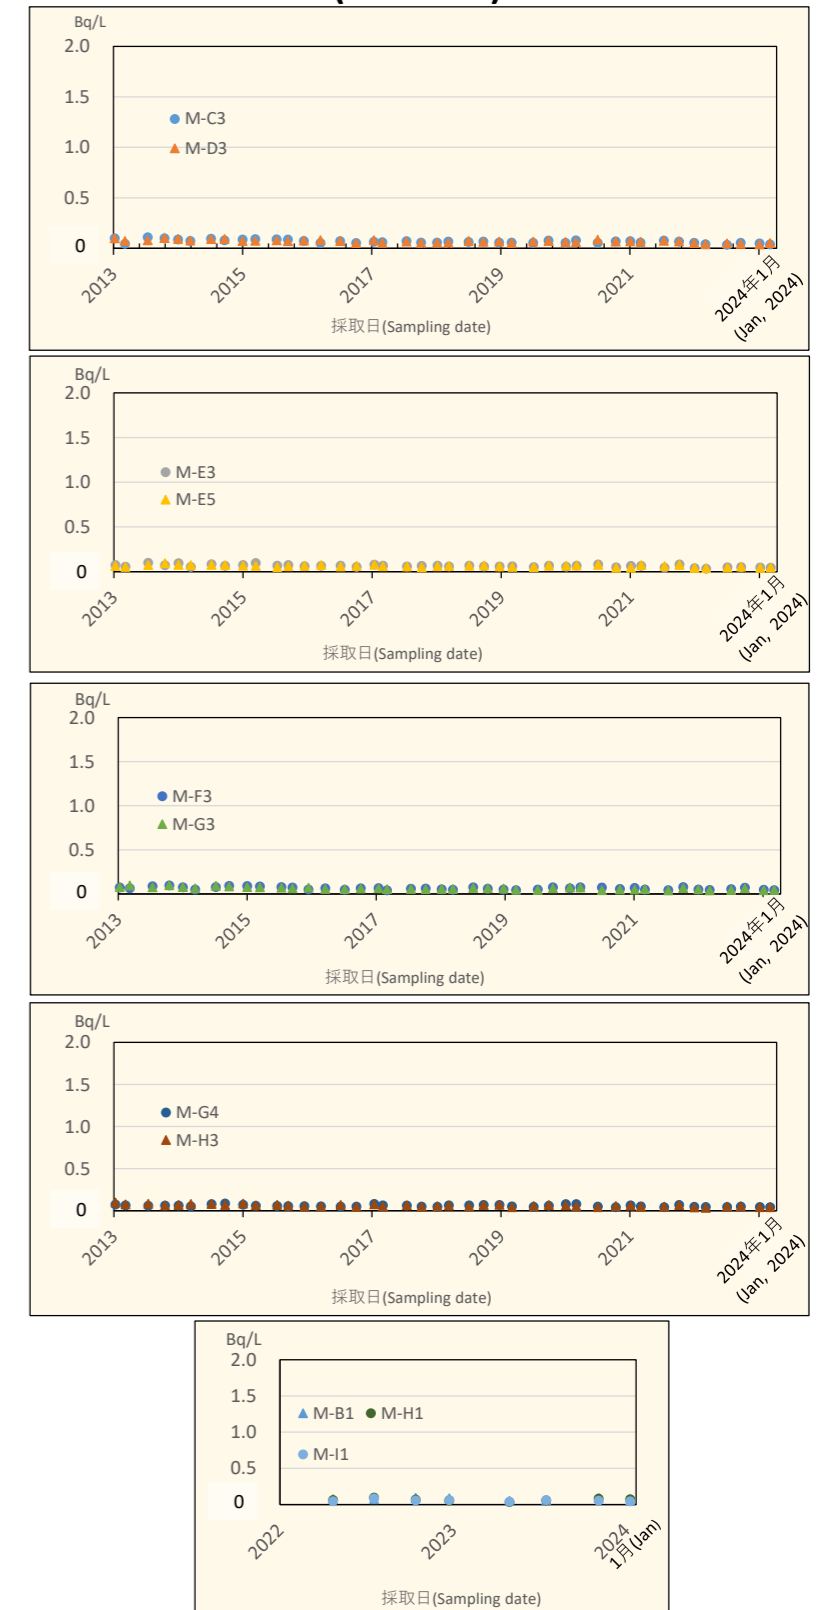 Bq/L
2.0
1.5
M-C3
1.0
M-D3
0.5
0
2013
2015
2017
2019
2021
2024年1月
(Jan, 2024)
採取日(Sampling date)
Bq/L
2.0
1.5
M-E3
1.0
M-E5
0.5
0
2013
2015
2017
2019
2021
2024年1月
(Jan, 2024)
採取日(Sampling date)
Bq/L
2.0
1.5
M-F3
1.0
M-G3
0.5
0
2013
2015
2017
2019
2021
2024年1月
(Jan, 2024)
採取日(Sampling date)
Bq/L
2.0
1.5
M-G4
1.0
M-H3
0.5
0
2013
2015
2017
2019
2021
2024年1月
(Jan, 2024)
採取日(Sampling date)
Bq/L
2.0
1.5
M-B1 M-H1
1.0
M-I1
0.5
0
2022
2023
2024
1月(Jan)
採取日(Sampling date)